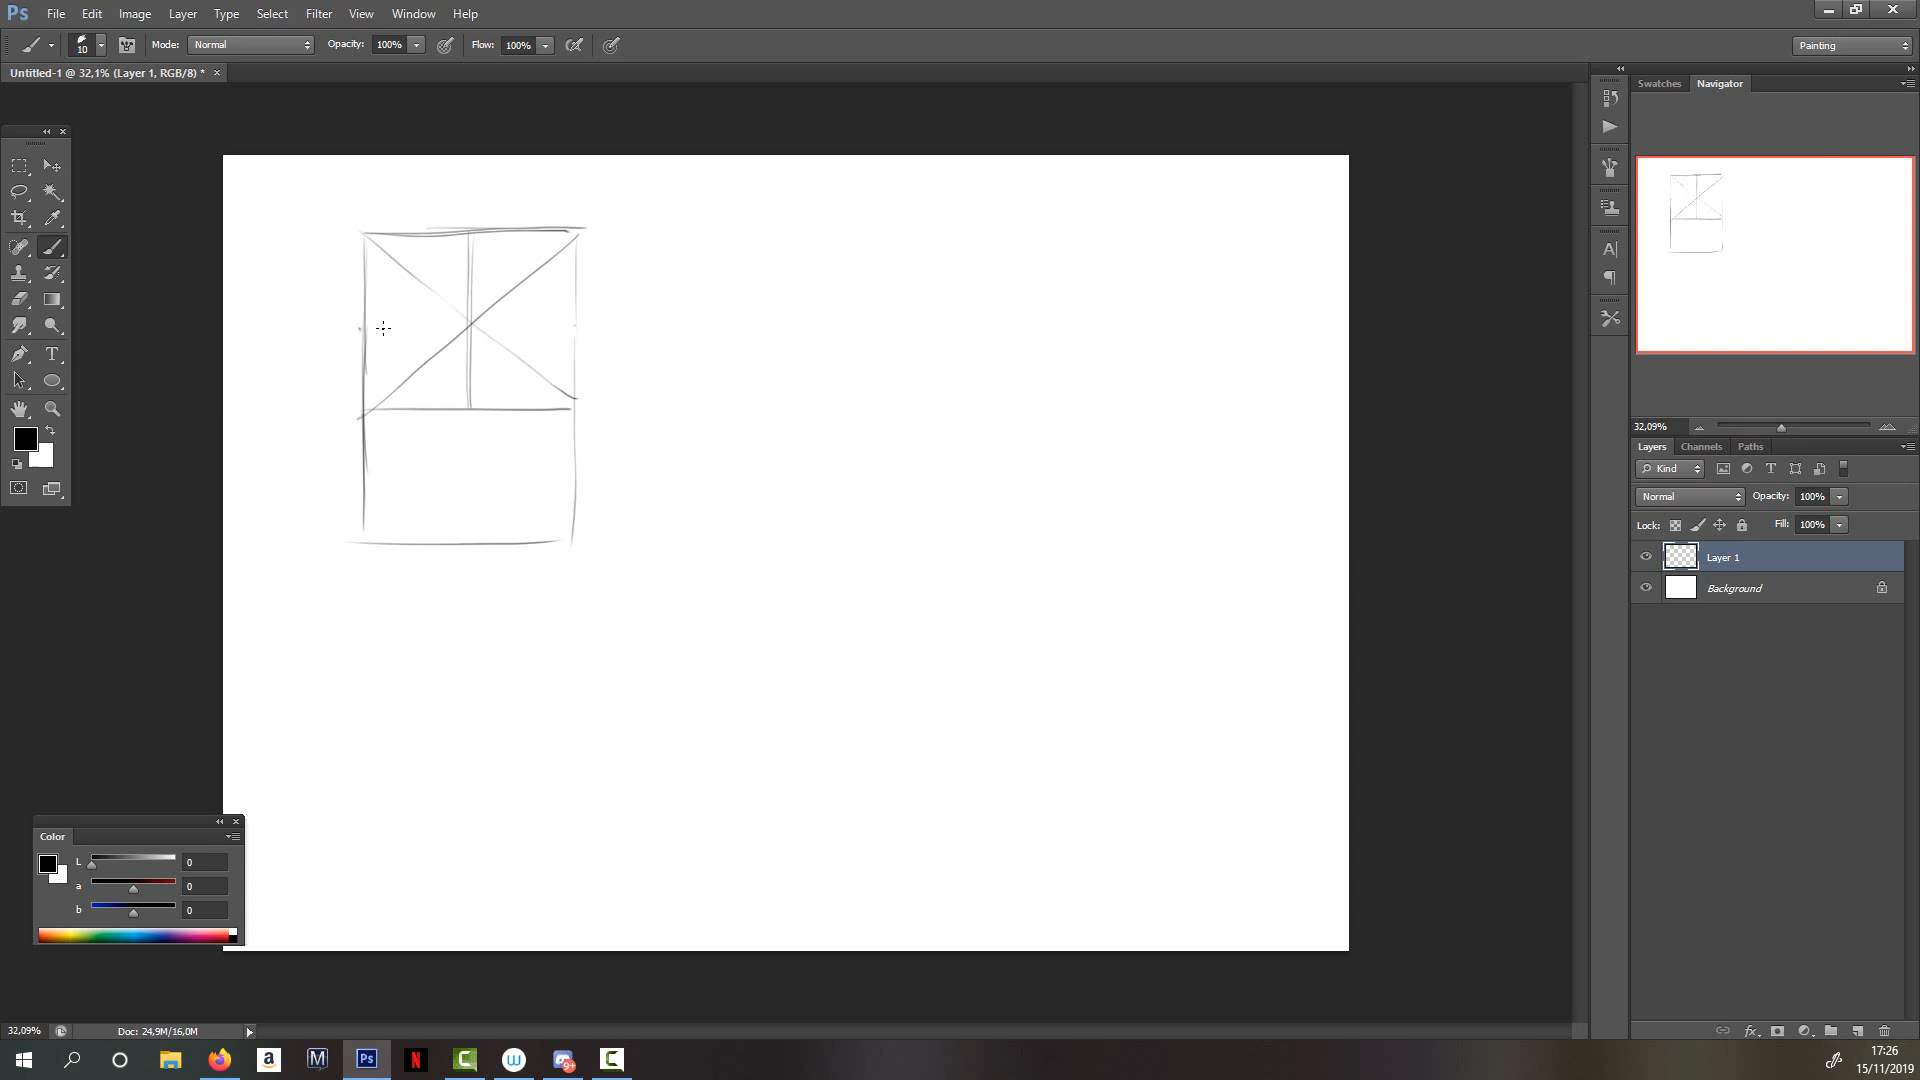 Ps File Edit Image Layer Type Select Filter View Window Help
10 Mode: Normal Opacity: 100% Flow: 100% Painting
Untitled-1 @ 32,1% (Layer 1, RGB/8) * ×
Swatches Navigator
32,09%
Layers Channels Paths
Kind
Normal Opacity: 100%
Lock: Fill: 100%
Layer 1
Background
Color
L 0
a 0
b 0
32,09% Doc: 24,9M/16,0M
a M Ps N C W 9+ C
17:26
15/11/2019